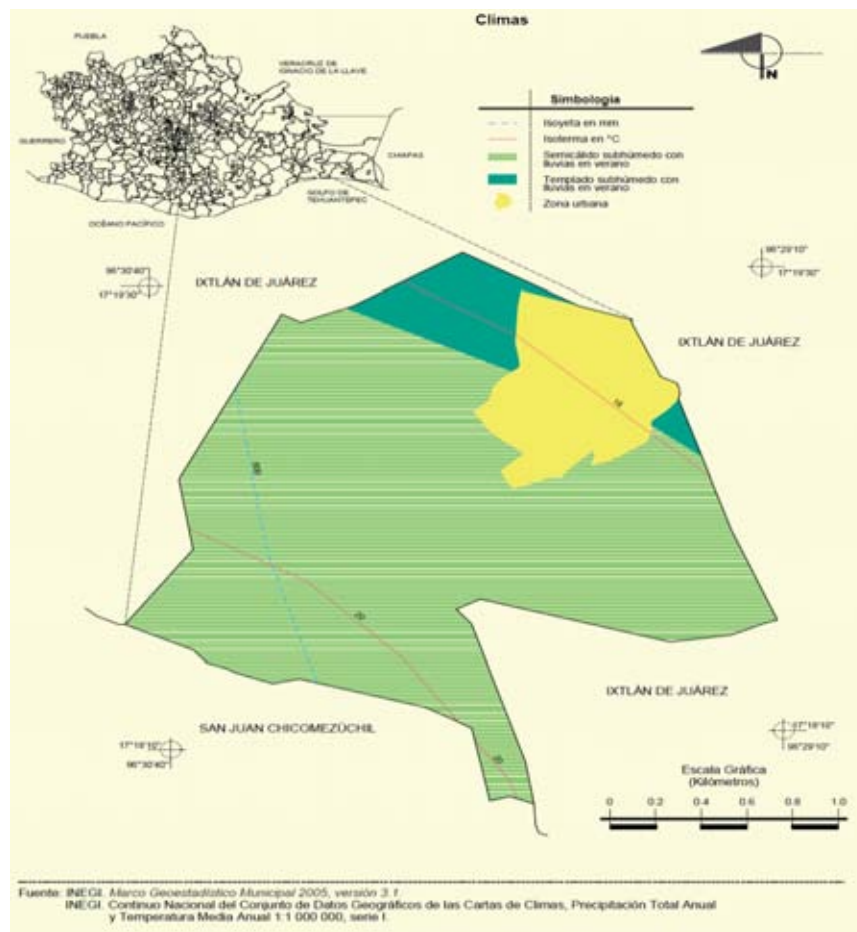 Climas
PUEBLA
VERACRUZ DE
IGNACIO DE LA LLAVE
GUERRERO
CHIAPAS
GOLFO DE
TEHUANTEPEC
OCÉANO PACÍFICO
N
Simbología
Isoyeta en mm
Isoterma en °C
Semicálido subhúmedo con
lluvias en verano
Templado subhúmedo con
lluvias en verano
Zona urbana
96°30'40"
17°19'30"
IXTLÁN DE JUÁREZ
96°29'10"
17°19'30"
IXTLÁN DE JUÁREZ
18
800
20
20
IXTLÁN DE JUÁREZ
SAN JUAN CHICOMEZÚCHIL
17°18'10"
96°30'40"
17°18'10"
96°29'10"
Escala Gráfica
(Kilómetros)
0 0.2 0.4 0.6 0.8 1.0
Fuente: INEGI. Marco Geoestadístico Municipal 2005, versión 3.1.
INEGI. Continuo Nacional del Conjunto de Datos Geográficos de las Cartas de Climas, Precipitación Total Anual
y Temperatura Media Anual 1:1 000 000, serie I.